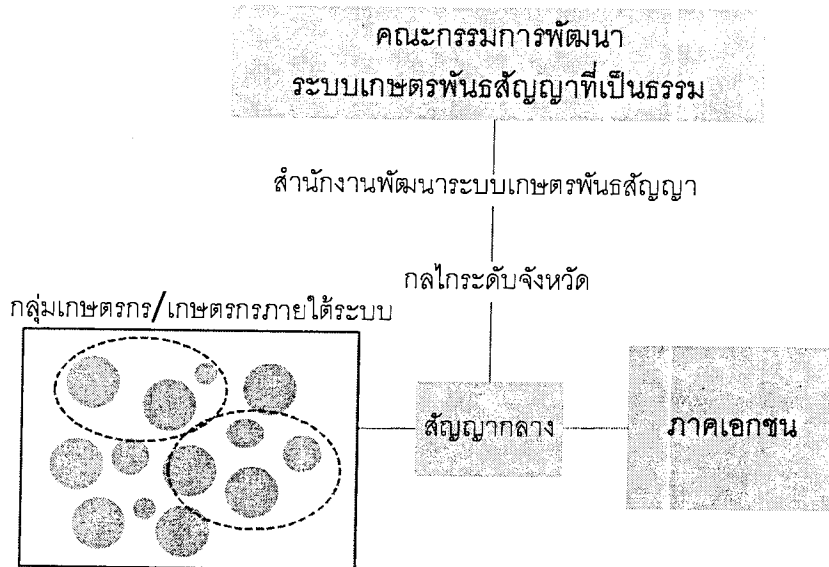 คณะกรรมการพัฒนา
ระบบเกษตรพันธสัญญาที่เป็นธรรม
สำนักงานพัฒนาระบบเกษตรพันธสัญญา
กลไกระดับจังหวัด
กลุ่มเกษตรกร/เกษตรกรภายใต้ระบบ
สัญญากลาง
ภาคเอกชน